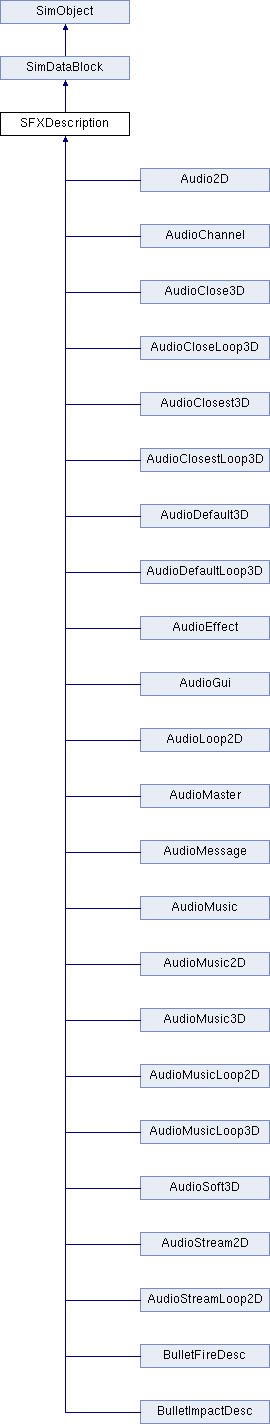 SimObject
SimDataBlock
SFXDescription
Audio2D
AudioChannel
AudioClose3D
AudioCloseLoop3D
AudioClosest3D
AudioClosestLoop3D
AudioDefault3D
AudioDefaultLoop3D
AudioEffect
AudioGui
AudioLoop2D
AudioMaster
AudioMessage
AudioMusic
AudioMusic2D
AudioMusic3D
AudioMusicLoop2D
AudioMusicLoop3D
AudioSoft3D
AudioStream2D
AudioStreamLoop2D
BulletFireDesc
BulletImpactDesc